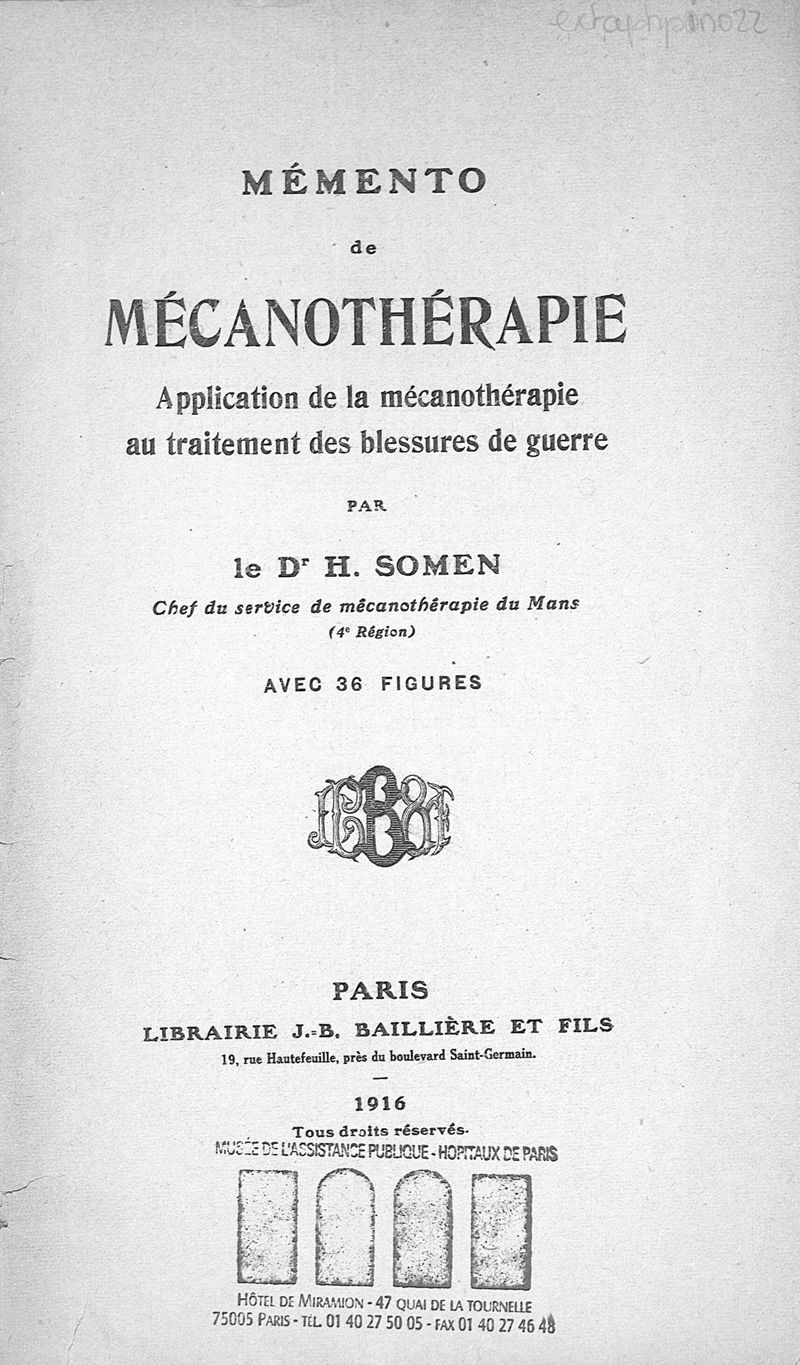 extaphpin022
MÉMENTO
de
MÉCANOTHÉRAPIE
Application de la mécanothérapie
au traitement des blessures de guerre
PAR
le Dʳ H. SOMEN
Chef du service de mécanothérapie du Mans
(4ᵉ Région)
AVEC 36 FIGURES
PARIS
LIBRAIRIE J.-B. BAILLIÈRE ET FILS
19, rue Hautefeuille, près du boulevard Saint-Germain.
—
1916
Tous droits réservés.
MUSÉE DE L'ASSISTANCE PUBLIQUE - HOPITAUX DE PARIS
HÔTEL DE MIRAMION - 47 QUAI DE LA TOURNELLE
75005 PARIS - TÉL. 01 40 27 50 05 - FAX 01 40 27 46 48